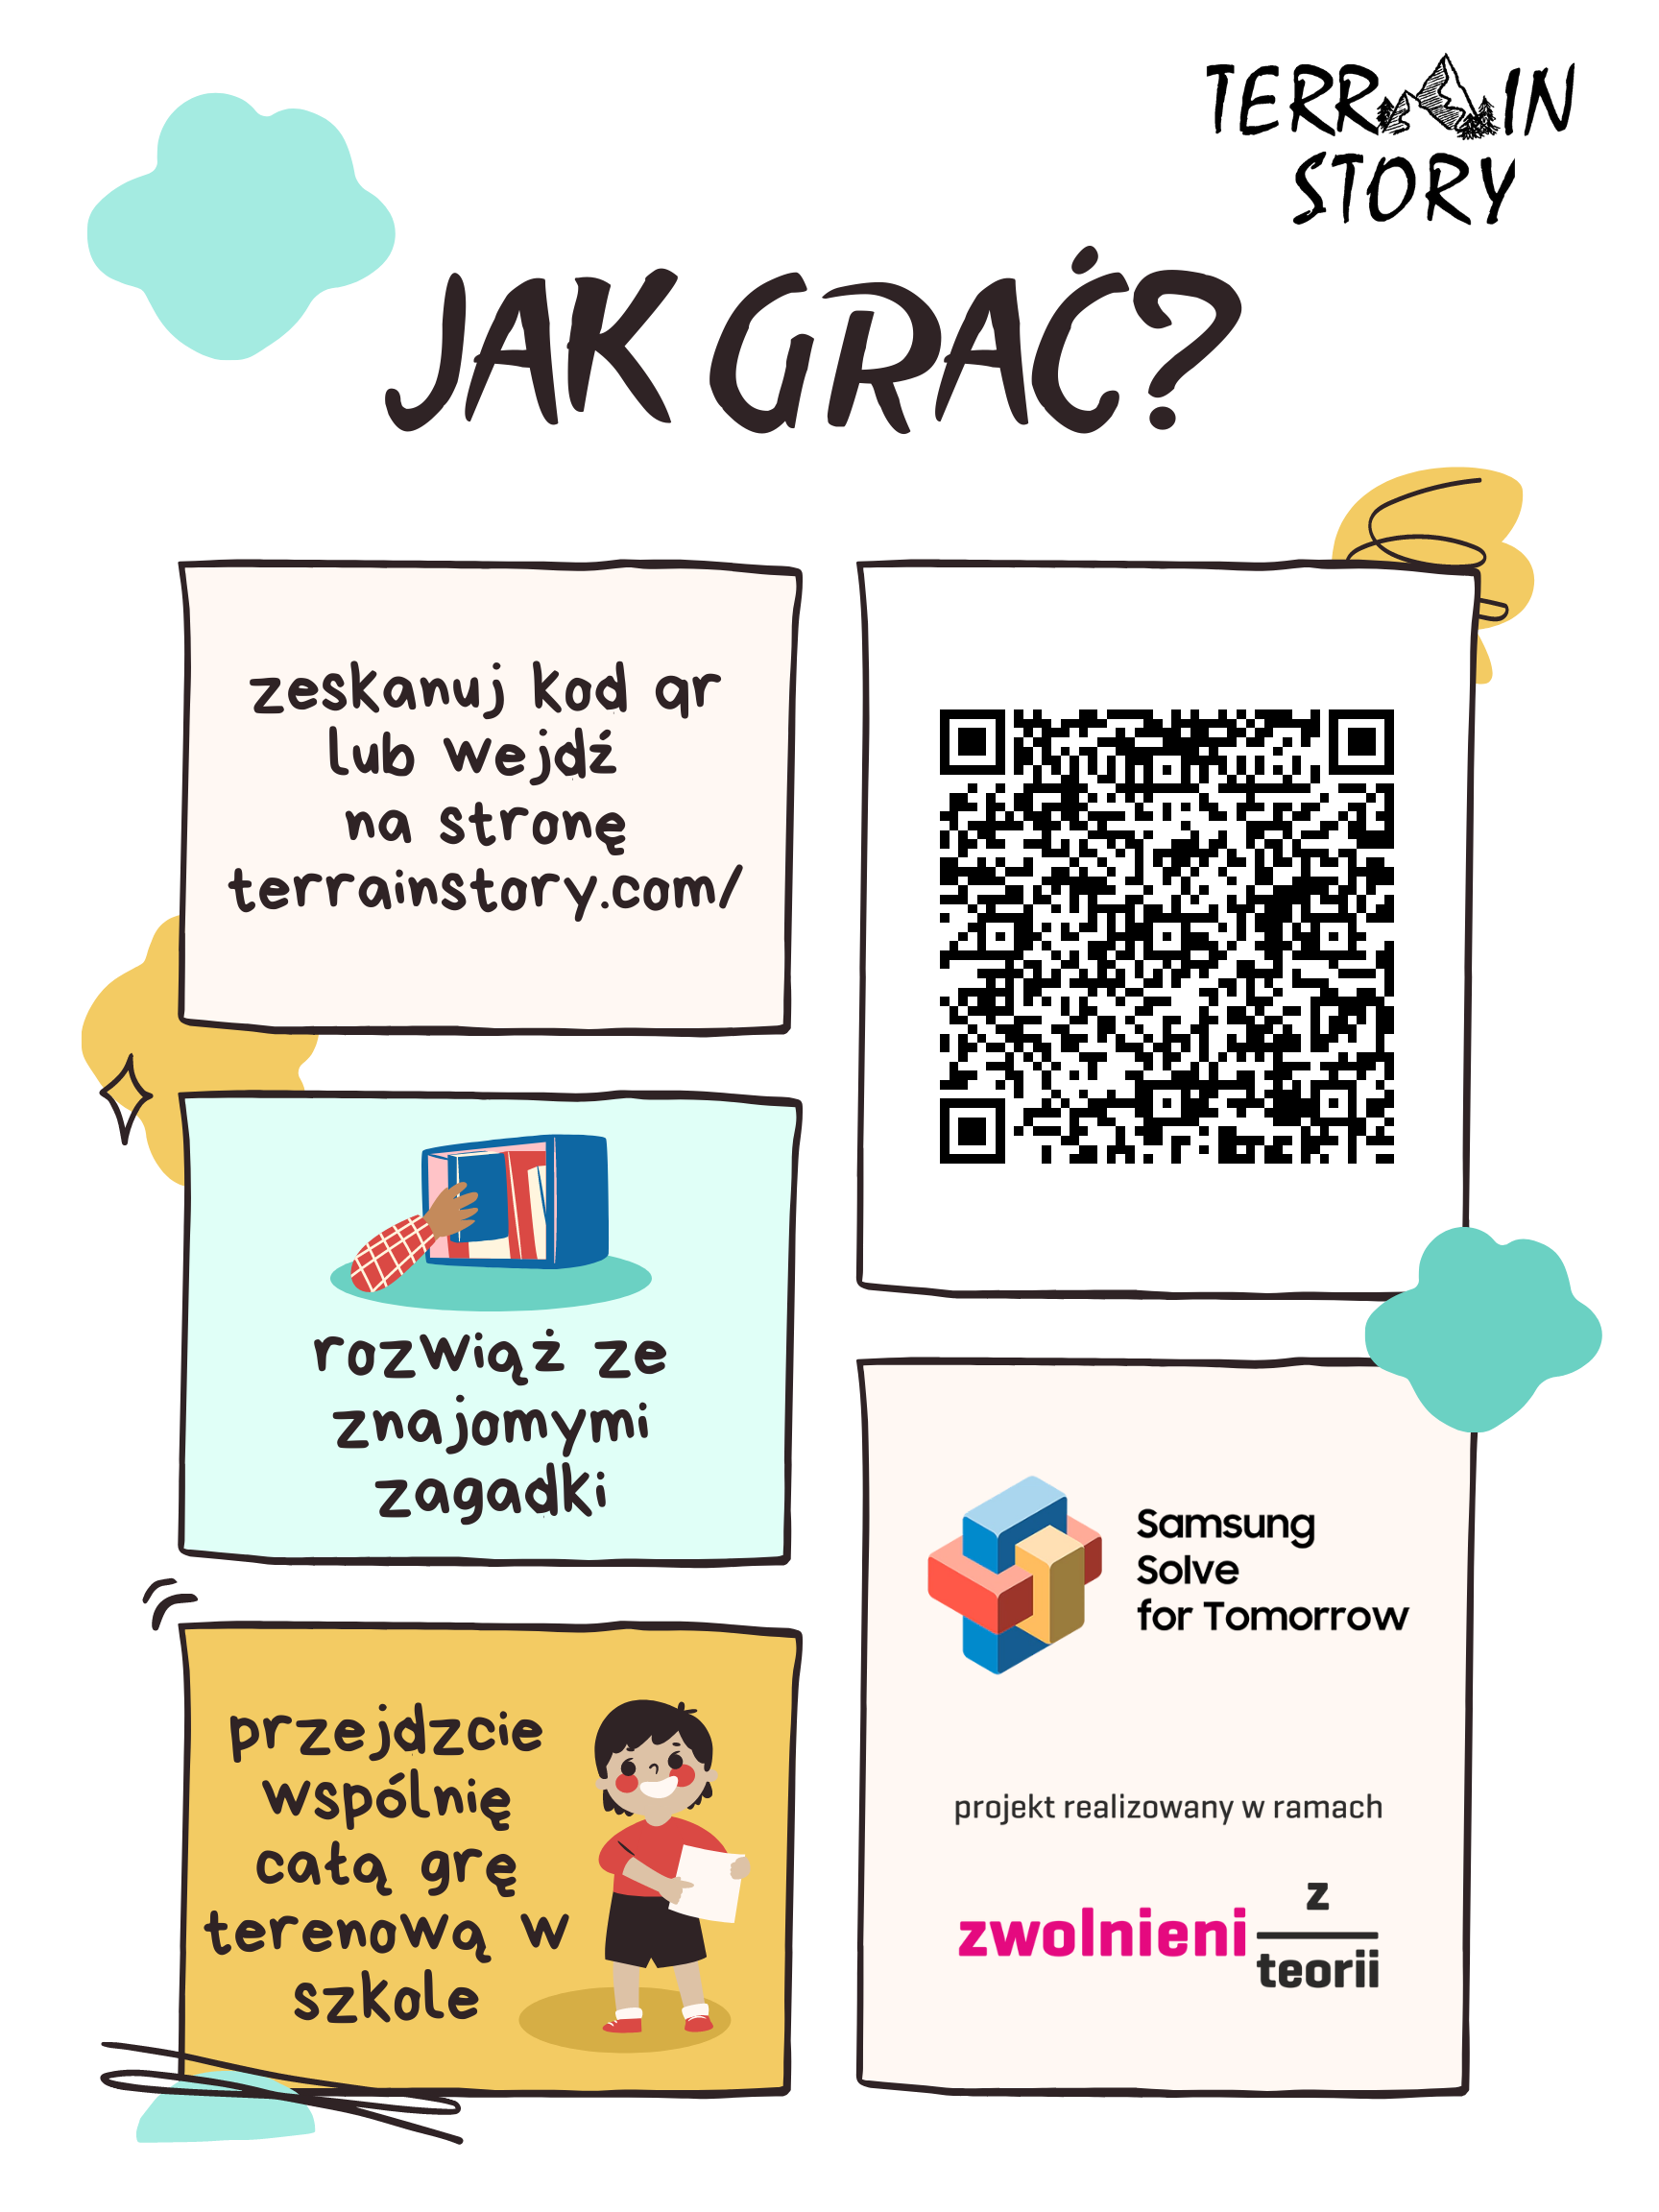 TERRAIN
STORY
JAK GRAĆ?
zeskanuj kod qr
lub wejdź
na stronę
terrainstory.com/
rozwiąż ze
znajomymi
zagadki
przejdzcie
wspólnię
całą grę
terenową w
szkole
Samsung
Solve
for Tomorrow
projekt realizowany w ramach
zwolnieni z
teorii